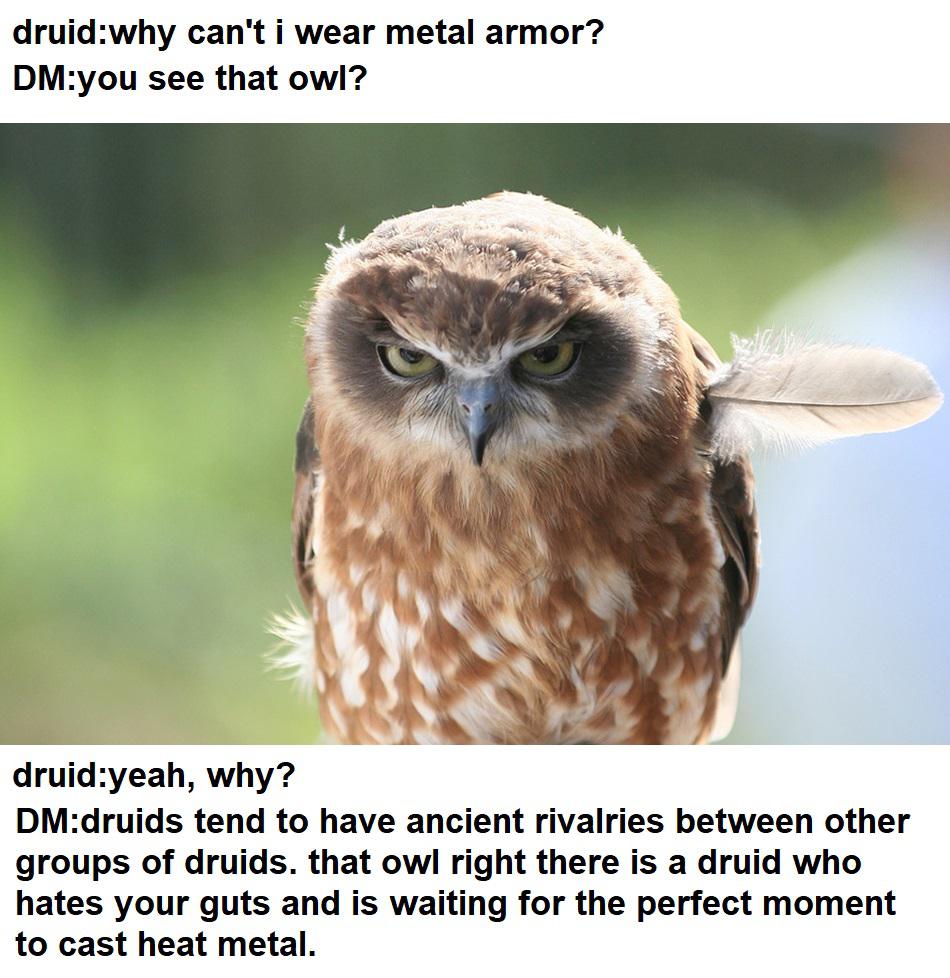 druid:why can't i wear metal armor?
DM:you see that owl?
druid:yeah, why?
DM:druids tend to have ancient rivalries between other
groups of druids. that owl right there is a druid who
hates your guts and is waiting for the perfect moment
to cast heat metal.